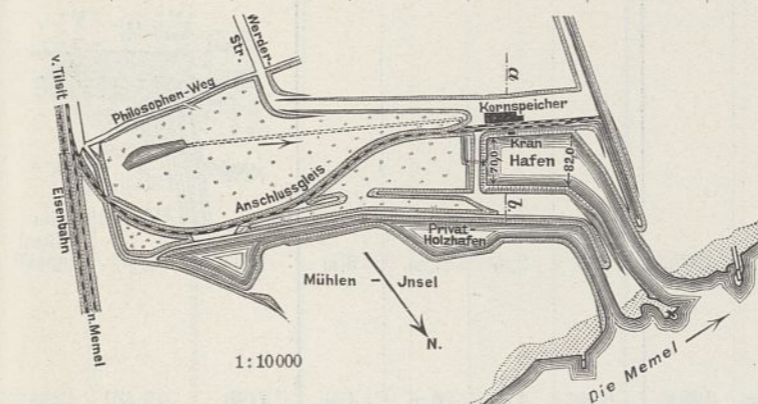 Werder-
Str.
v. Tilsit
Philosophen-Weg
a
Kornspeicher
Kran
Hafen
70,0
82,0
Anschlussgleis
Eisenbahn
b
Privat-
Holzhafen
Mühlen – Jnsel
n. Memel
N.
1:10000
Die Memel